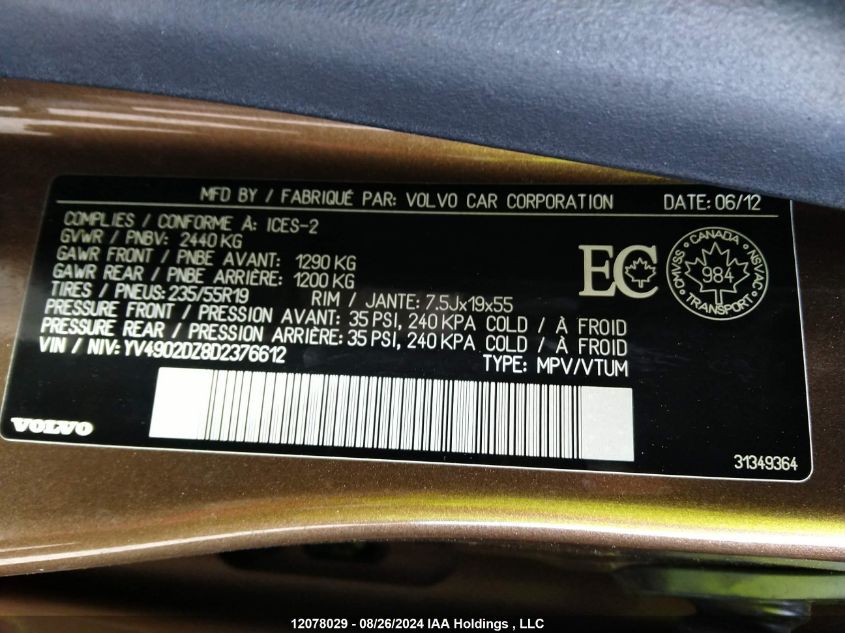 MFD BY / FABRIQUÉ PAR: VOLVO CAR CORPORATION DATE: 06/12
COMPLIES / CONFORME À: ICES-2
GVWR / PNBV: 2440 KG
GAWR FRONT / PNBE AVANT: 1290 KG
GAWR REAR / PNBE ARRIÈRE: 1200 KG
TIRES / PNEUS: 235/55R19 RIM / JANTE: 7.5Jx19x55
PRESSURE FRONT / PRESSION AVANT: 35 PSI, 240 KPA COLD / À FROID
PRESSURE REAR / PRESSION ARRIÈRE: 35 PSI, 240 KPA COLD / À FROID
VIN / NIV: YV4902DZ8D2376612 TYPE: MPV/VTUM
EC
CANADA
CMVSS 984 NSVAC
TRANSPORT
VOLVO
31349364
12078029 - 08/26/2024 IAA Holdings , LLC